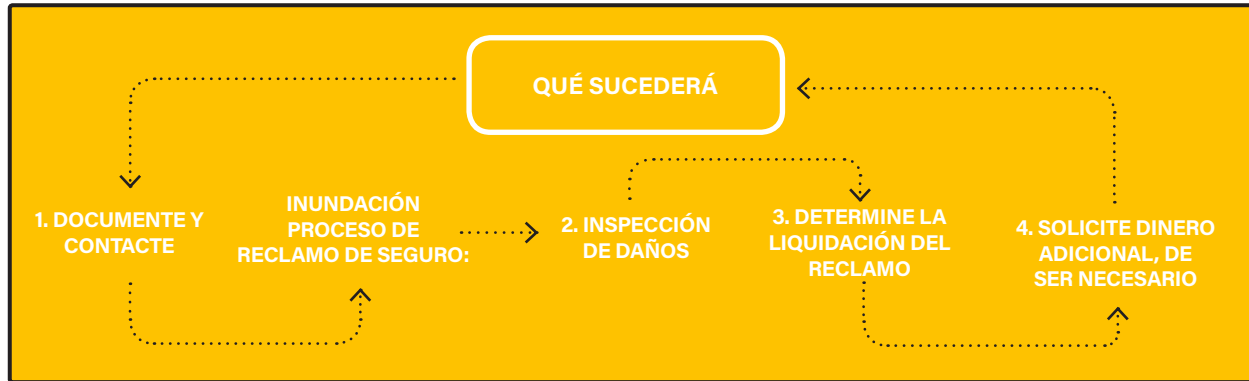 QUÉ SUCEDERÁ
1. DOCUMENTE Y
CONTACTE
INUNDACIÓN
PROCESO DE
RECLAMO DE SEGURO:
2. INSPECCIÓN
DE DAÑOS
3. DETERMINE LA
LIQUIDACIÓN DEL
RECLAMO
4. SOLICITE DINERO
ADICIONAL, DE
SER NECESARIO